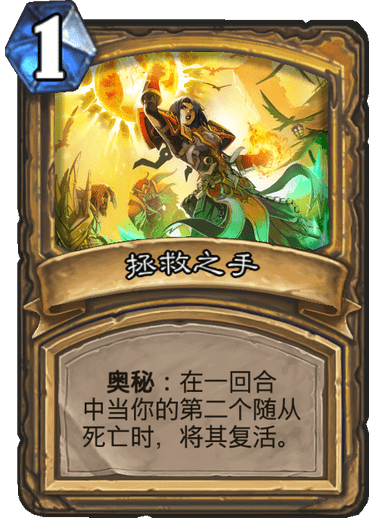 1
拯救之手
奥秘：在一回合
中当你的第二个随从
死亡时，将其复活。